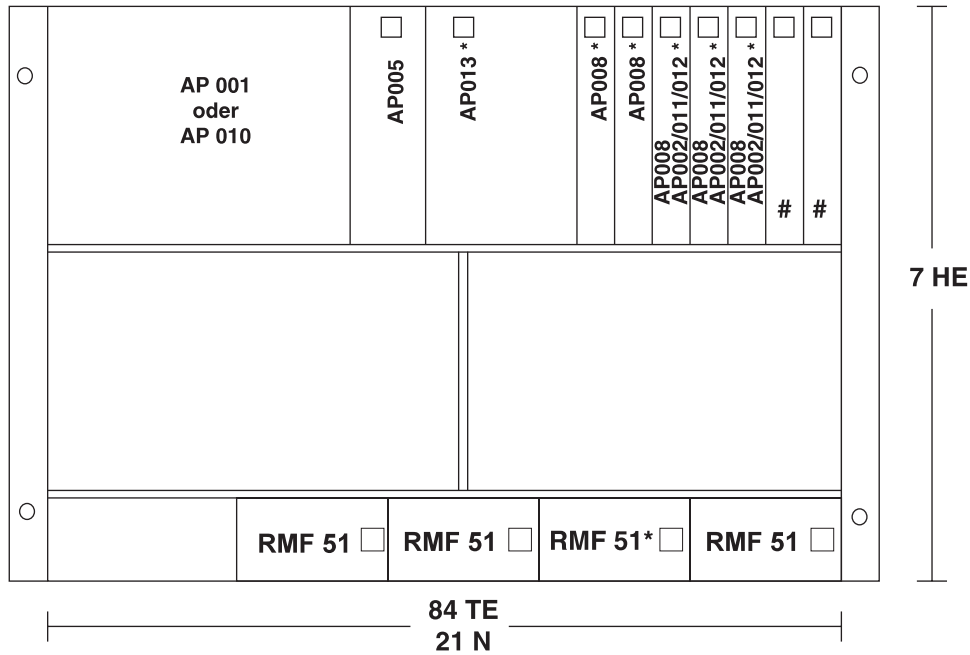 AP 001
oder
AP 010
AP005
AP013 *
AP008 *
AP008 *
AP008
AP002/011/012 *
AP008
AP002/011/012 *
AP008
AP002/011/012 *
#
#
7 HE
RMF 51
RMF 51
RMF 51*
RMF 51
84 TE
21 N